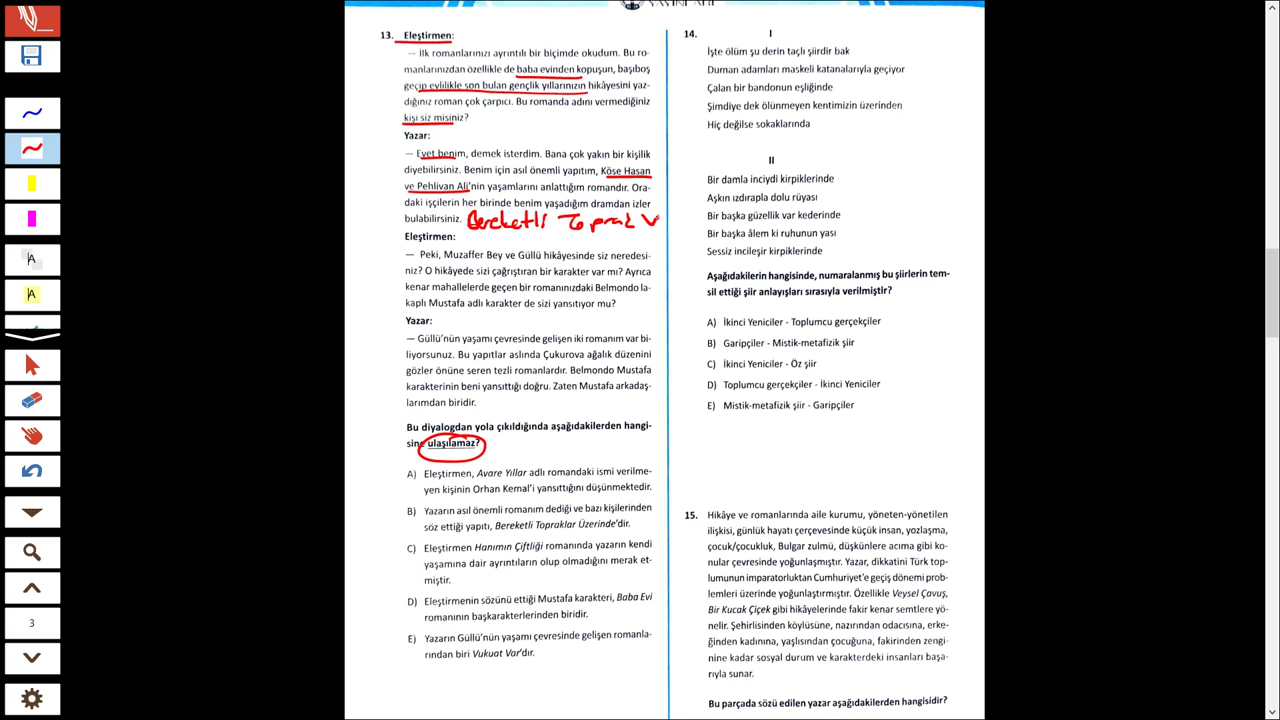 YAYINLARI
13. Eleştirmen:
— İlk romanlarınızı ayrıntılı bir biçimde okudum. Bu ro-
manlarınızdan özellikle de baba evinden kopuşun, başıboş
geçip evlilikle son bulan gençlik yıllarınızın hikâyesini yaz-
dığınız roman çok çarpıcı. Bu romanda adını vermediğiniz
kişi siz misiniz?
Yazar:
— Evet benim, demek isterdim. Bana çok yakın bir kişilik
diyebilirsiniz. Benim için asıl önemli yapıtım, Köse Hasan
ve Pehlivan Ali'nin yaşamlarını anlattığım romandır. Ora-
daki işçilerin her birinde benim yaşadığım dramdan izler
bulabilirsiniz. Bereketli Toprak
Eleştirmen:
— Peki, Muzaffer Bey ve Güllü hikâyesinde siz neredesi-
niz? O hikâyede sizi çağrıştıran bir karakter var mı? Ayrıca
kenar mahallelerde geçen bir romanınızdaki Belmondo la-
kaplı Mustafa adlı karakter de sizi yansıtıyor mu?
Yazar:
— Güllü'nün yaşamı çevresinde gelişen iki romanım var bi-
liyorsunuz. Bu yapıtlar aslında Çukurova ağalık düzenini
gözler önüne seren tezli romanlardır. Belmondo Mustafa
karakterinin beni yansıttığı doğru. Zaten Mustafa arkadaş-
larımdan biridir.
Bu diyalogdan yola çıkıldığında aşağıdakilerden hangi-
sine ulaşılamaz?
A) Eleştirmen, Avare Yıllar adlı romandaki ismi verilme-
yen kişinin Orhan Kemal'i yansıttığını düşünmektedir.
B) Yazarın asıl önemli romanım dediği ve bazı kişilerinden
söz ettiği yapıtı, Bereketli Topraklar Üzerinde'dir.
C) Eleştirmen Hanımın Çiftliği romanında yazarın kendi
yaşamına dair ayrıntıların olup olmadığını merak et-
miştir.
D) Eleştirmenin sözünü ettiği Mustafa karakteri, Baba Evi
romanının başkarakterlerinden biridir.
E) Yazarın Güllü'nün yaşamı çevresinde gelişen romanla-
rından biri Vukuat Var'dır.
14. I
İşte ölüm şu derin taçlı şiirdir bak
Duman adamları maskeli katanalarıyla geçiyor
Çalan bir bandonun eşliğinde
Şimdiye dek ölünmeyen kentimizin üzerinden
Hiç değilse sokaklarında
II
Bir damla inciydi kirpiklerinde
Aşkın ızdırapla dolu rüyası
Bir başka güzellik var kederinde
Bir başka âlem ki ruhunun yası
Sessiz incileşir kirpiklerinde
Aşağıdakilerin hangisinde, numaralanmış bu şiirlerin tem-
sil ettiği şiir anlayışları sırasıyla verilmiştir?
A) İkinci Yeniciler - Toplumcu gerçekçiler
B) Garipçiler - Mistik-metafizik şiir
C) İkinci Yeniciler - Öz şiir
D) Toplumcu gerçekçiler - İkinci Yeniciler
E) Mistik-metafizik şiir - Garipçiler
15. Hikâye ve romanlarında aile kurumu, yöneten-yönetilen
ilişkisi, günlük hayatı çerçevesinde küçük insan, yozlaşma,
çocuk/çocukluk, Bulgar zulmü, düşkünlere acıma gibi ko-
nular çevresinde yoğunlaşmıştır. Yazar, dikkatini Türk top-
lumunun imparatorluktan Cumhuriyet'e geçiş dönemi prob-
lemleri üzerinde yoğunlaştırmıştır. Özellikle Veysel Çavuş,
Bir Kucak Çiçek gibi hikâyelerinde fakir kenar semtlere yö-
nelir. Şehirlisinden köylüsüne, nazırından odacısına, erke-
ğinden kadınına, yaşlısından çocuğuna, fakirinden zengi-
nine kadar sosyal durum ve karakterdeki insanları başa-
rıyla sunar.
Bu parçada sözü edilen yazar aşağıdakilerden hangisidir?
A
A
3